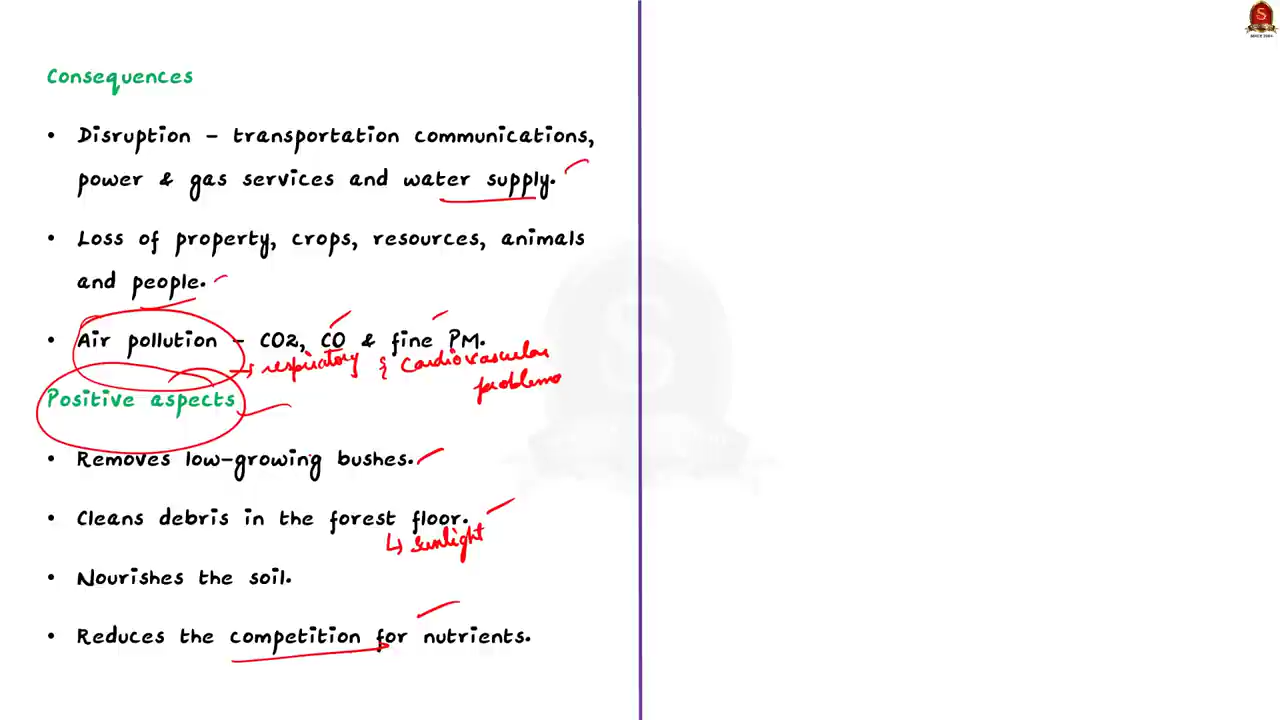 Consequences
• Disruption – transportation communications,
power & gas services and water supply.
• Loss of property, crops, resources, animals
and people.
• Air pollution – CO2, CO & fine PM.
↳ respiratory & Cardiovascular
problems
Positive aspects
• Removes low-growing bushes.
• Cleans debris in the forest floor.
↳ sunlight
• Nourishes the soil.
• Reduces the competition for nutrients.
S